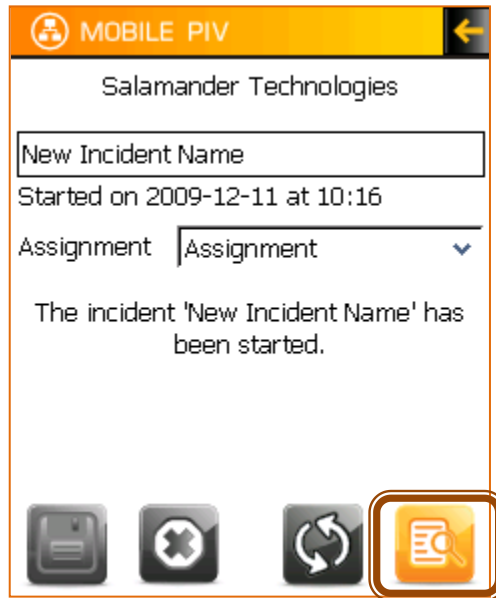 MOBILE PIV
Salamander Technologies
New Incident Name
Started on 2009-12-11 at 10:16
Assignment Assignment
The incident 'New Incident Name' has
been started.